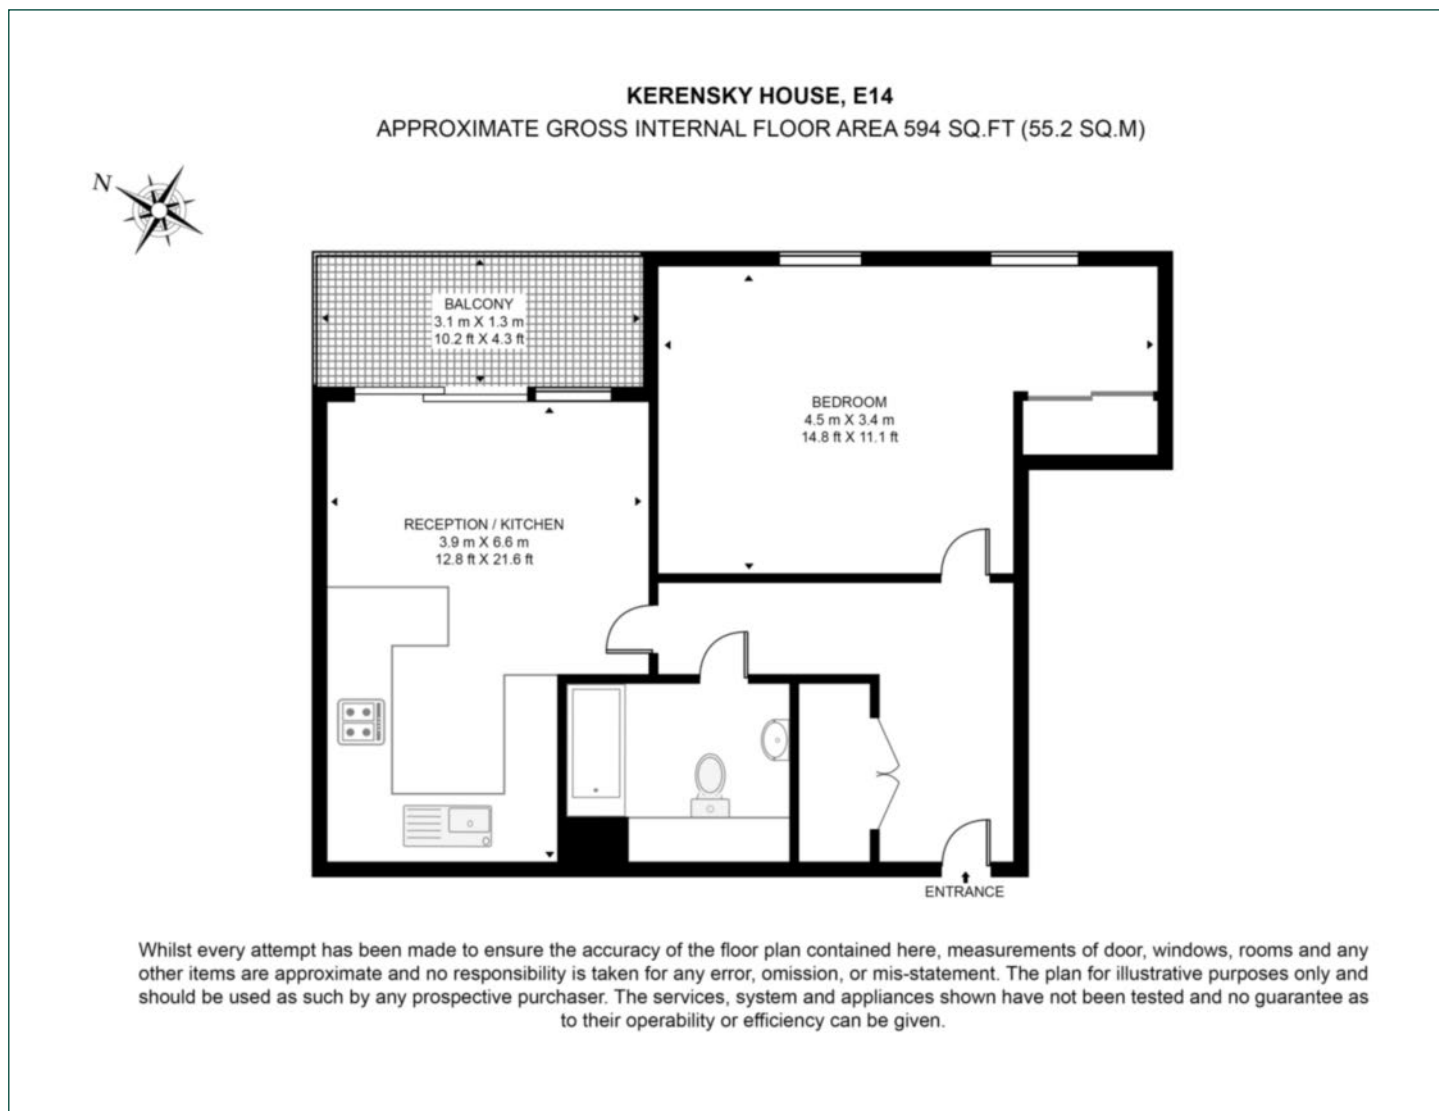 KERENSKY HOUSE, E14
APPROXIMATE GROSS INTERNAL FLOOR AREA 594 SQ.FT (55.2 SQ.M)
N
BALCONY
3.1 m X 1.3 m
10.2 ft X 4.3 ft
BEDROOM
4.5 m X 3.4 m
14.8 ft X 11.1 ft
RECEPTION / KITCHEN
3.9 m X 6.6 m
12.8 ft X 21.6 ft
ENTRANCE
Whilst every attempt has been made to ensure the accuracy of the floor plan contained here, measurements of door, windows, rooms and any
other items are approximate and no responsibility is taken for any error, omission, or mis-statement. The plan for illustrative purposes only and
should be used as such by any prospective purchaser. The services, system and appliances shown have not been tested and no guarantee as
to their operability or efficiency can be given.